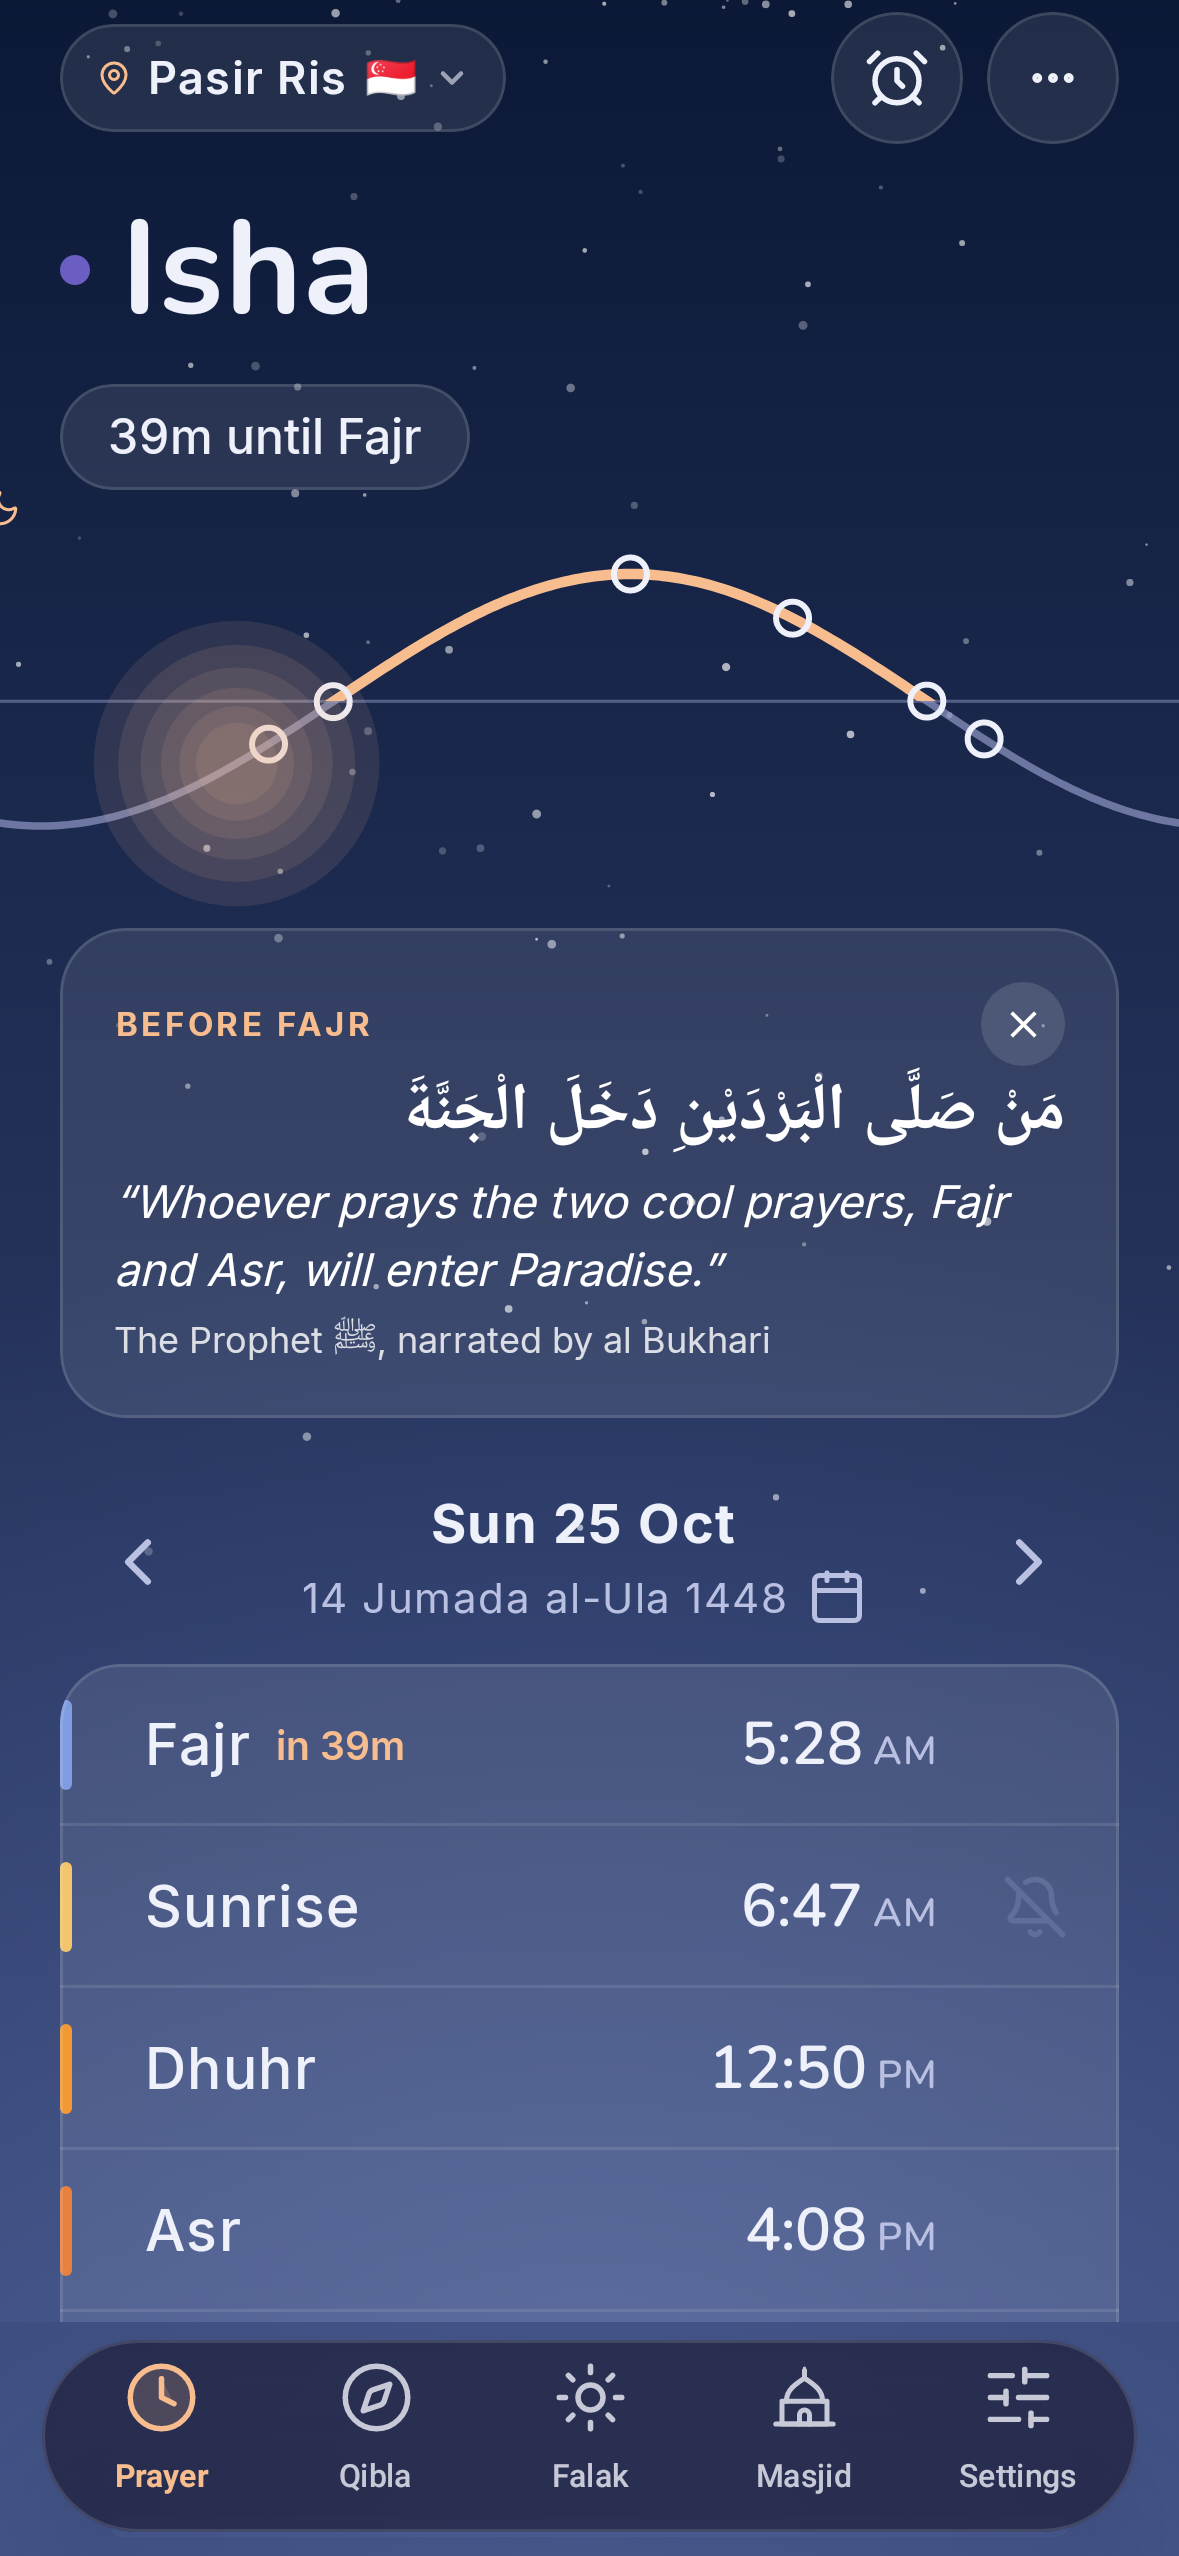 Pasir Ris 🇸🇬
Isha
39m until Fajr
BEFORE FAJR
مَنْ صَلَّى الْبَرْدَيْنِ دَخَلَ الْجَنَّةَ
“Whoever prays the two cool prayers, Fajr
and Asr, will enter Paradise.”
The Prophet ﷺ, narrated by al Bukhari
Sun 25 Oct
14 Jumada al-Ula 1448
Fajr in 39m 5:28 AM
Sunrise 6:47 AM
Dhuhr 12:50 PM
Asr 4:08 PM
Prayer Qibla Falak Masjid Settings